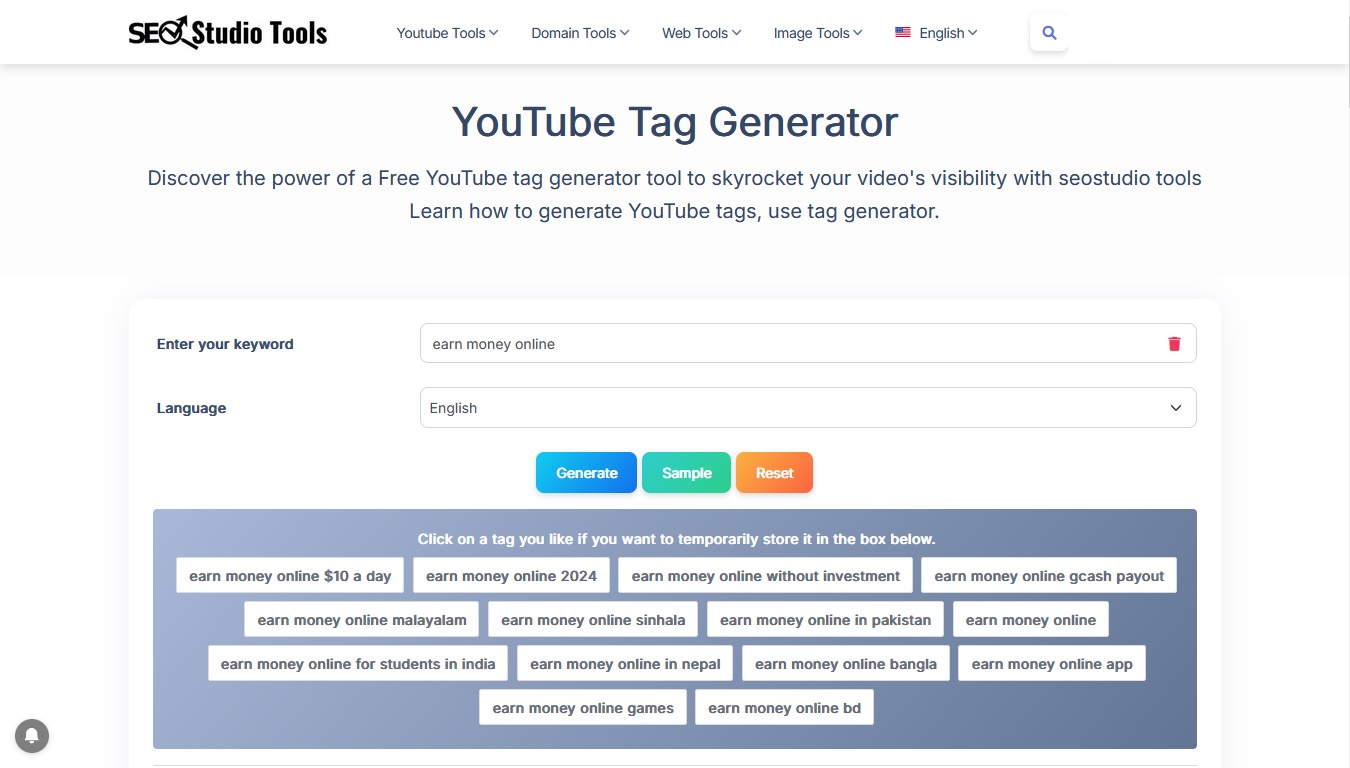 SEO Studio Tools
Youtube Tools Domain Tools Web Tools Image Tools English
YouTube Tag Generator
Discover the power of a Free YouTube tag generator tool to skyrocket your video's visibility with seostudio tools
Learn how to generate YouTube tags, use tag generator.
Enter your keyword earn money online
Language English
Generate Sample Reset
Click on a tag you like if you want to temporarily store it in the box below.
earn money online $10 a day earn money online 2024 earn money online without investment earn money online gcash payout
earn money online malayalam earn money online sinhala earn money online in pakistan earn money online
earn money online for students in india earn money online in nepal earn money online bangla earn money online app
earn money online games earn money online bd